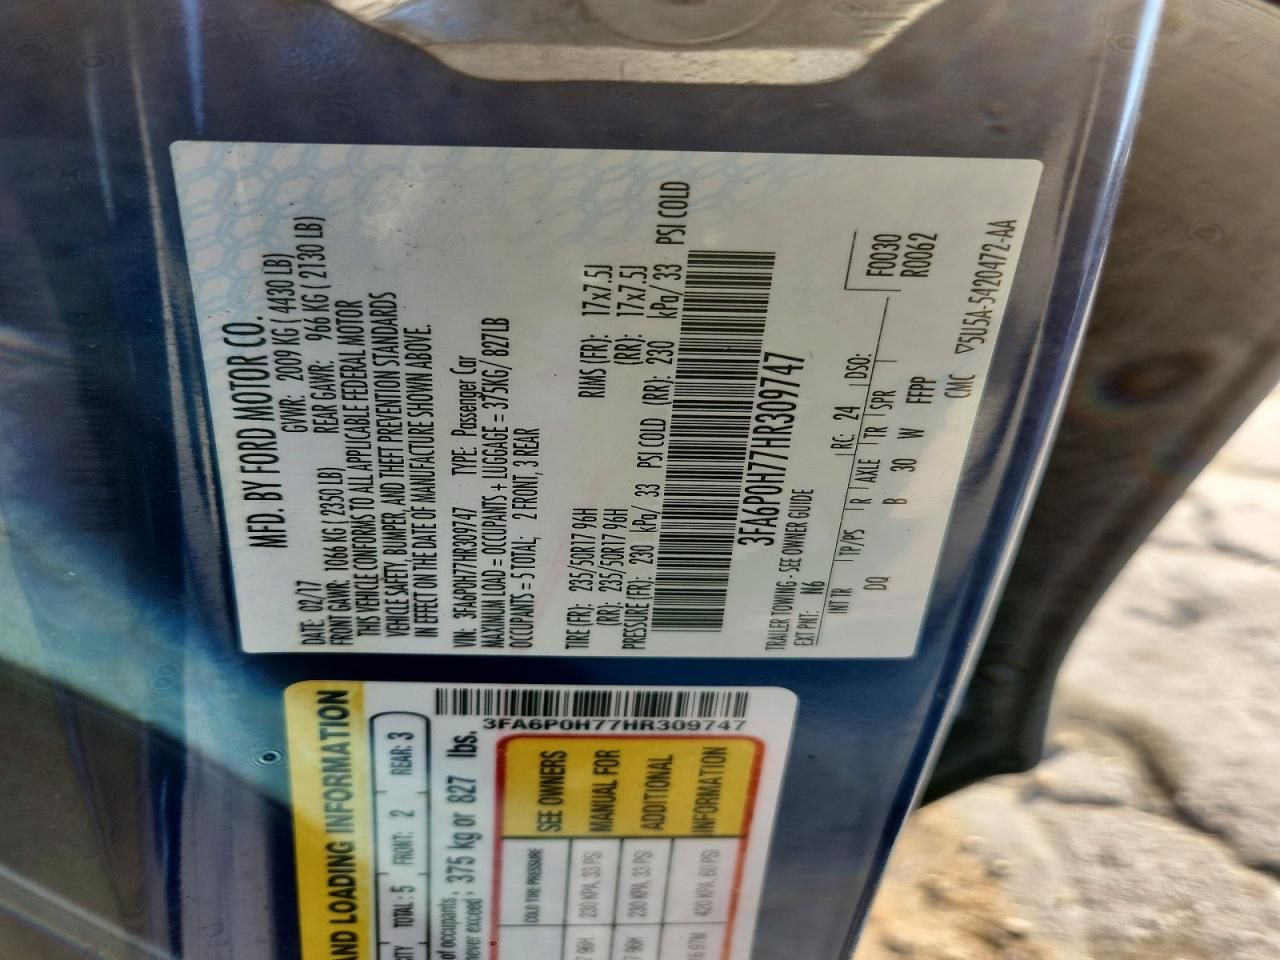 MFD. BY FORD MOTOR CO.
DATE: 02/17 GVWR: 2009 KG ( 4430 LB)
FRONT GAWR: 1066 KG ( 2350 LB) REAR GAWR: 966 KG ( 2130 LB)
THIS VEHICLE CONFORMS TO ALL APPLICABLE FEDERAL MOTOR
VEHICLE SAFETY, BUMPER, AND THEFT PREVENTION STANDARDS
IN EFFECT ON THE DATE OF MANUFACTURE SHOWN ABOVE.
VIN: 3FA6P0H77HR309747 TYPE: Passenger Car
MAXIMUM LOAD = OCCUPANTS + LUGGAGE = 375KG/ 827LB
OCCUPANTS = 5 TOTAL, 2 FRONT, 3 REAR
TIRE (FR): 235/50R17 96H RIMS (FR): 17x7.5J
(RR): 235/50R17 96H (RR): 17x7.5J
PRESSURE (FR): 230 kPa/ 33 PSI COLD (RR): 230 kPa/ 33 PSI COLD
3FA6P0H77HR309747
TRAILER TOWING - SEE OWNER GUIDE
EXT PNT: N6 RC: 24 DSO: F0030
R0062
INT TR TP/PS R AXLE TR SPR
DQ B 30 W FFPP
CMC ▽5U5A-5420472-AA
AND LOADING INFORMATION
TOTAL: 5 FRONT: 2 REAR: 3
of occupants
never exceed: 375 kg or 827 lbs.
3FA6P0H77HR309747
COLD TIRE PRESSURE
230 KPA, 33 PSI
230 KPA, 33 PSI
420 KPA, 60 PSI
SEE OWNERS
MANUAL FOR
ADDITIONAL
INFORMATION